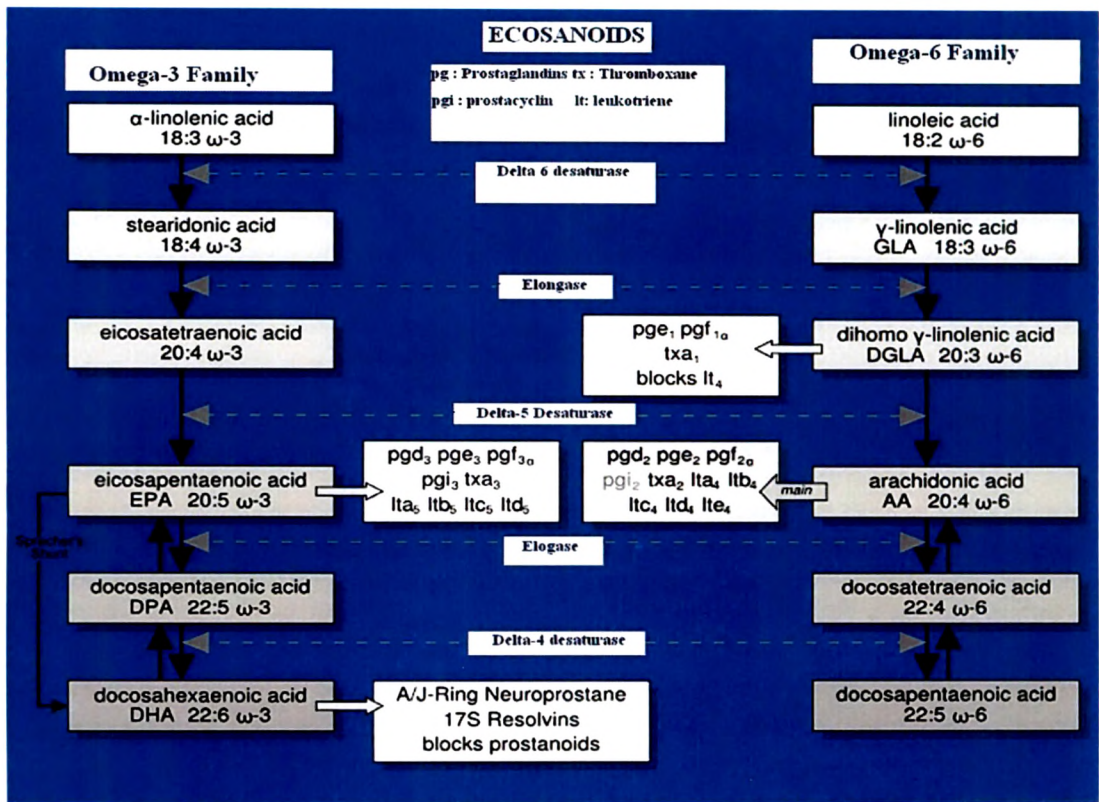 ECOSANOIDS
pg : Prostaglandins tx : Thromboxane
pgi : prostacyclin lt: leukotriene
Omega-3 Family
Omega-6 Family
α-linolenic acid
18:3 ω-3
linoleic acid
18:2 ω-6
Delta 6 desaturase
stearidonic acid
18:4 ω-3
γ-linolenic acid
GLA 18:3 ω-6
Elongase
eicosatetraenoic acid
20:4 ω-3
pge₁ pgf₁α
txa₁
blocks lt₄
dihomo γ-linolenic acid
DGLA 20:3 ω-6
Delta-5 Desaturase
eicosapentaenoic acid
EPA 20:5 ω-3
pgd₃ pge₃ pgf₃α
pgi₃ txa₃
lta₅ ltb₅ ltc₅ ltd₅
pgd₂ pge₂ pgf₂α
pgi₂ txa₂ lta₄ ltb₄
ltc₄ ltd₄ lte₄
main
arachidonic acid
AA 20:4 ω-6
Sprecher's
Shunt
Elogase
docosapentaenoic acid
DPA 22:5 ω-3
docosatetraenoic acid
22:4 ω-6
Delta-4 desaturase
docosahexaenoic acid
DHA 22:6 ω-3
A/J-Ring Neuroprostane
17S Resolvins
blocks prostanoids
docosapentaenoic acid
22:5 ω-6